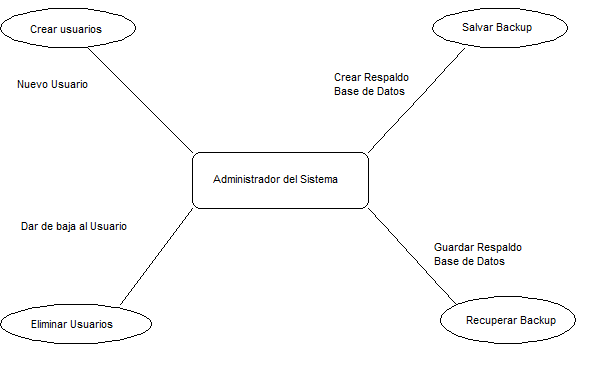 Crear usuarios
Salvar Backup
Nuevo Usuario
Crear Respaldo
Base de Datos
Administrador del Sistema
Dar de baja al Usuario
Guardar Respaldo
Base de Datos
Eliminar Usuarios
Recuperar Backup